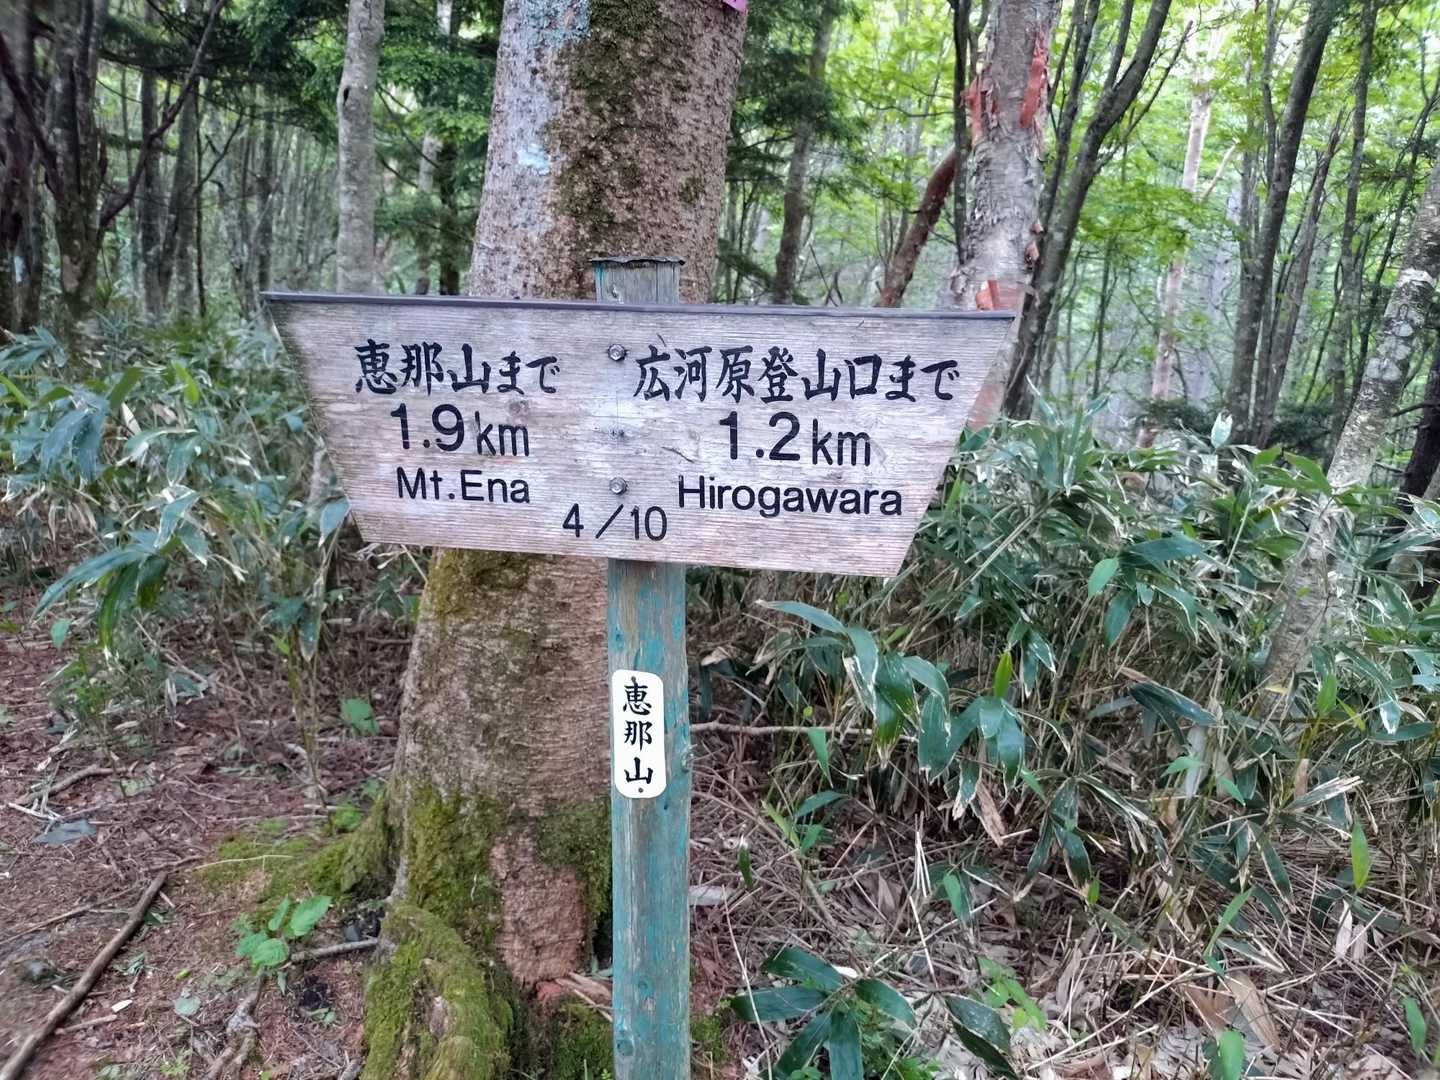 恵那山まで
1.9km
Mt.Ena
広河原登山口まで
1.2km
Hirogawara
4/10
恵那山